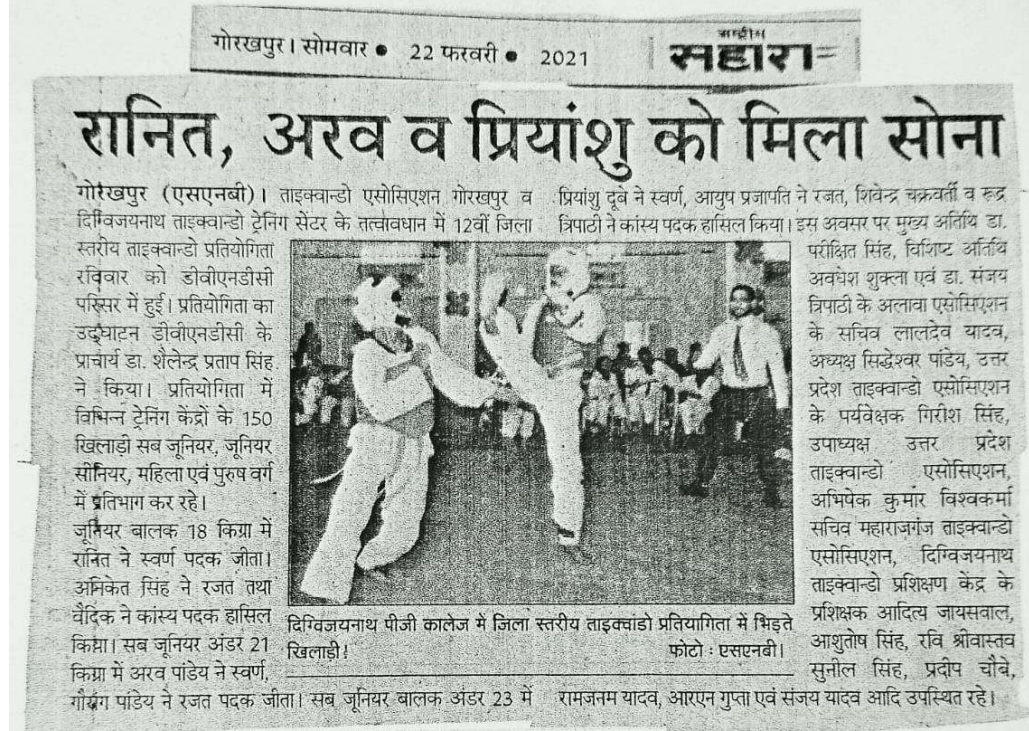 गोरखपुर। सोमवार ● 22 फरवरी ● 2021
राष्ट्रीय
सहारा
रानित, अरव व प्रियांशु को मिला सोना
गोरखपुर (एसएनबी)। ताइक्वान्डो एसोसिएशन गोरखपुर व
दिग्विजयनाथ ताइक्वान्डो ट्रेनिंग सेंटर के तत्वावधान में 12वीं जिला
स्तरीय ताइक्वान्डो प्रतियोगिता
रविवार को डीवीएनडीसी
परिसर में हुई। प्रतियोगिता का
उद्घाटन डीवीएनडीसी के
प्राचार्य डा. शैलेन्द्र प्रताप सिंह
ने किया। प्रतियोगिता में
विभिन्न ट्रेनिंग केंद्रों के 150
खिलाड़ी सब जूनियर, जूनियर
सीनियर, महिला एवं पुरुष वर्ग
में प्रतिभाग कर रहे।
जूनियर बालक 18 किग्रा में
रानित ने स्वर्ण पदक जीता।
अनिकेत सिंह ने रजत तथा
वैदिक ने कांस्य पदक हासिल
किया। सब जूनियर अंडर 21
किग्रा में अरव पांडेय ने स्वर्ण,
गौरांग पांडेय ने रजत पदक जीता। सब जूनियर बालक अंडर 23 में
दिग्विजयनाथ पीजी कालेज में जिला स्तरीय ताइक्वांडो प्रतियागिता में भिड़ते
खिलाड़ी। फोटो : एसएनबी।
प्रियांशु दूबे ने स्वर्ण, आयुष प्रजापति ने रजत, शिवेन्द्र चक्रवर्ती व रूद्र
त्रिपाठी ने कांस्य पदक हासिल किया। इस अवसर पर मुख्य अतिथि डा.
परीक्षित सिंह, विशिष्ट अतिथि
अवधेश शुक्ला एवं डा. संजय
त्रिपाठी के अलावा एसोसिएशन
के सचिव लालदेव यादव,
अध्यक्ष सिद्धेश्वर पांडेय, उत्तर
प्रदेश ताइक्वान्डो एसोसिएशन
के पर्यवेक्षक गिरीश सिंह,
उपाध्यक्ष उत्तर प्रदेश
ताइक्वान्डो एसोसिएशन,
अभिषेक कुमार विश्वकर्मा
सचिव महाराजगंज ताइक्वान्डो
एसोसिएशन, दिग्विजयनाथ
ताइक्वान्डो प्रशिक्षण केंद्र के
प्रशिक्षक आदित्य जायसवाल,
आशुतोष सिंह, रवि श्रीवास्तव
सुनील सिंह, प्रदीप चौबे,
रामजनम यादव, आरएन गुप्ता एवं संजय यादव आदि उपस्थित रहे।